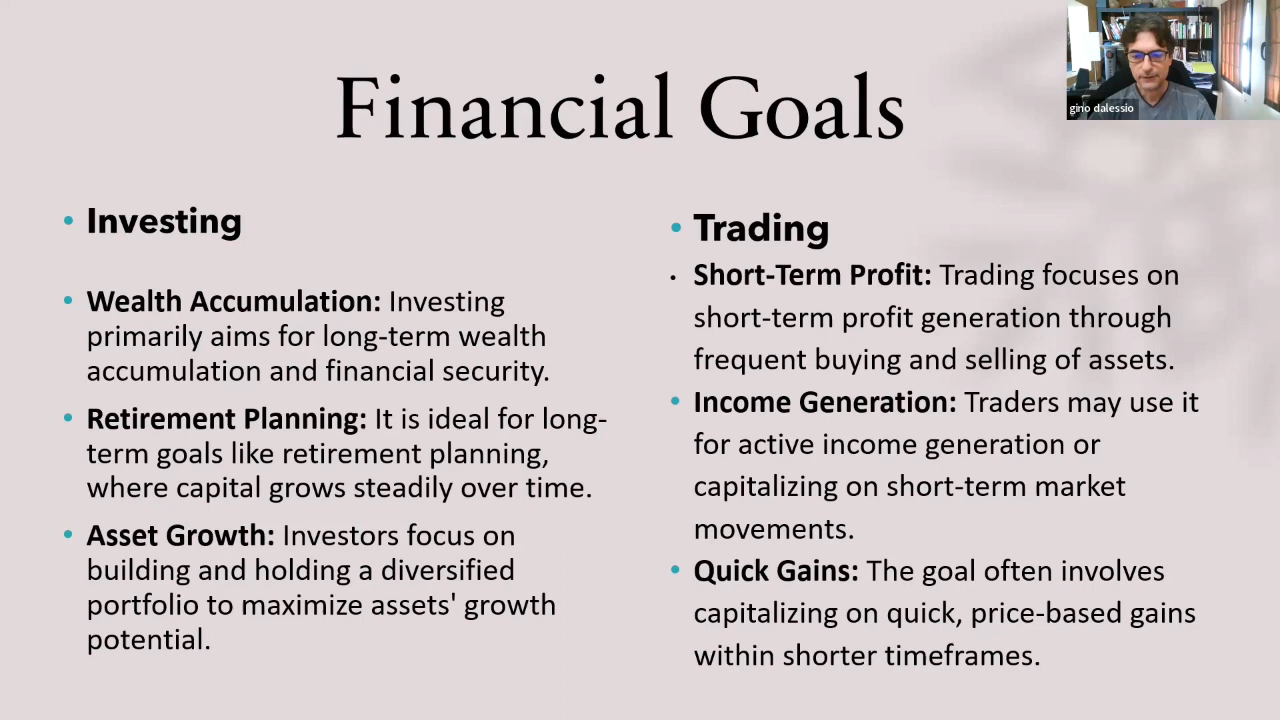 Financial Goals
gino dalessio
• Investing
• Wealth Accumulation: Investing
primarily aims for long-term wealth
accumulation and financial security.
• Retirement Planning: It is ideal for long-
term goals like retirement planning,
where capital grows steadily over time.
• Asset Growth: Investors focus on
building and holding a diversified
portfolio to maximize assets' growth
potential.
• Trading
• Short-Term Profit: Trading focuses on
short-term profit generation through
frequent buying and selling of assets.
• Income Generation: Traders may use it
for active income generation or
capitalizing on short-term market
movements.
• Quick Gains: The goal often involves
capitalizing on quick, price-based gains
within shorter timeframes.